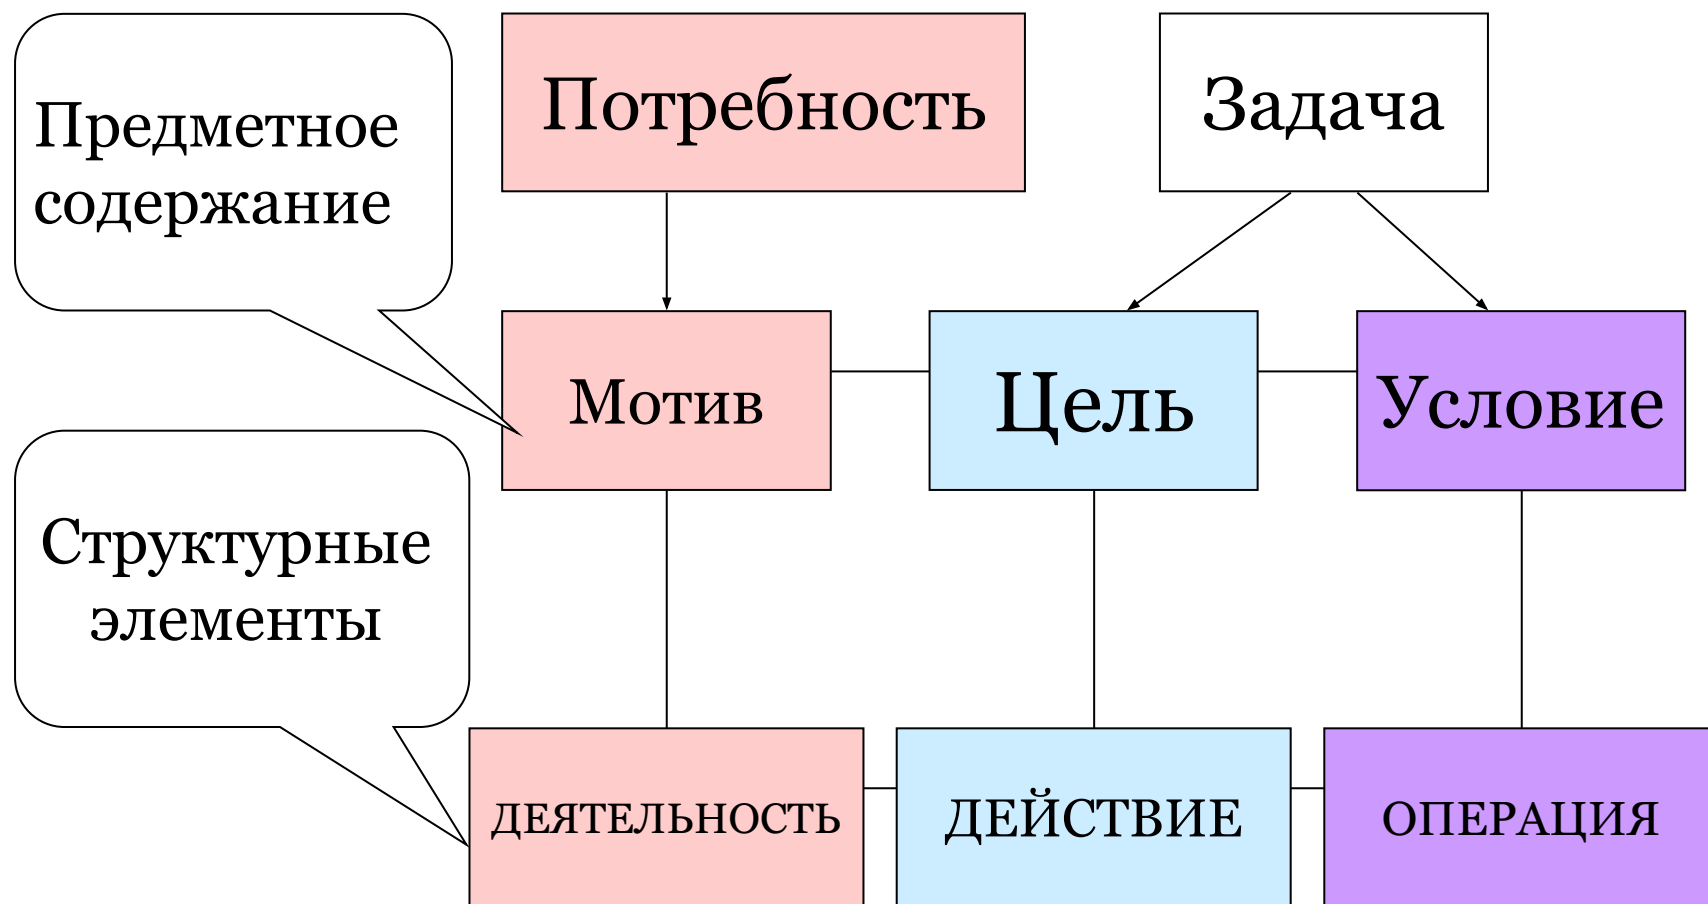 Предметное
содержание
Потребность
Задача
Мотив
Цель
Условие
Структурные
элементы
ДЕЯТЕЛЬНОСТЬ
ДЕЙСТВИЕ
ОПЕРАЦИЯ